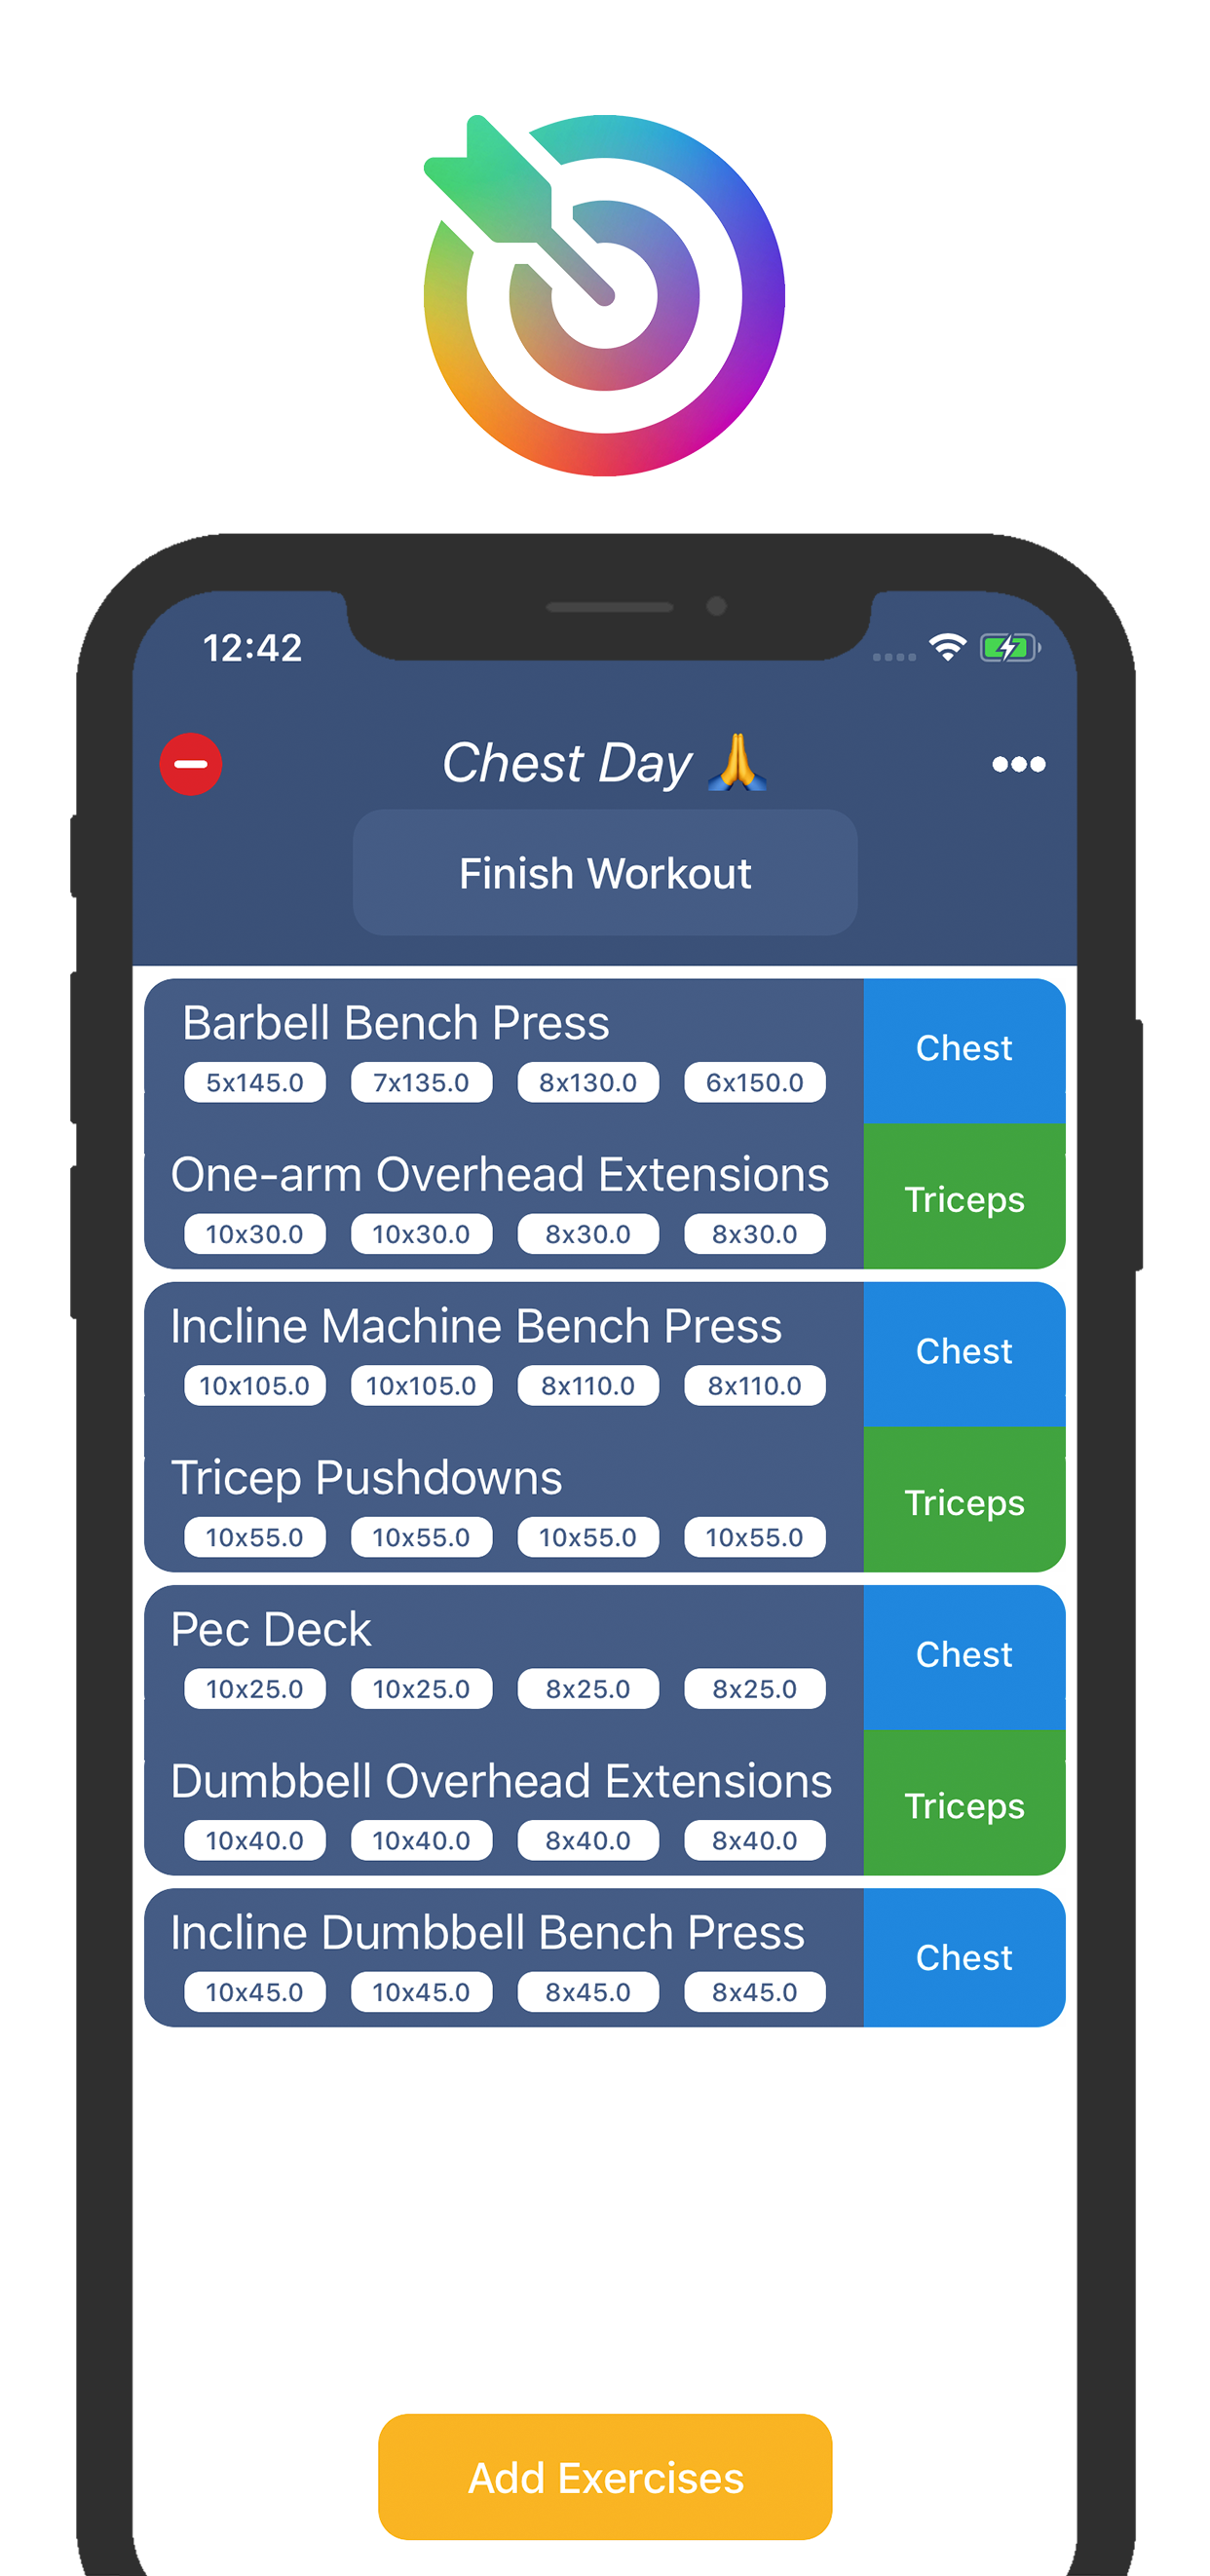 12:42
Chest Day 🙏
Finish Workout
Barbell Bench Press
Chest
5x145.0 7x135.0 8x130.0 6x150.0
One-arm Overhead Extensions
Triceps
10x30.0 10x30.0 8x30.0 8x30.0
Incline Machine Bench Press
Chest
10x105.0 10x105.0 8x110.0 8x110.0
Tricep Pushdowns
Triceps
10x55.0 10x55.0 10x55.0 10x55.0
Pec Deck
Chest
10x25.0 10x25.0 8x25.0 8x25.0
Dumbbell Overhead Extensions
Triceps
10x40.0 10x40.0 8x40.0 8x40.0
Incline Dumbbell Bench Press
Chest
10x45.0 10x45.0 8x45.0 8x45.0
Add Exercises